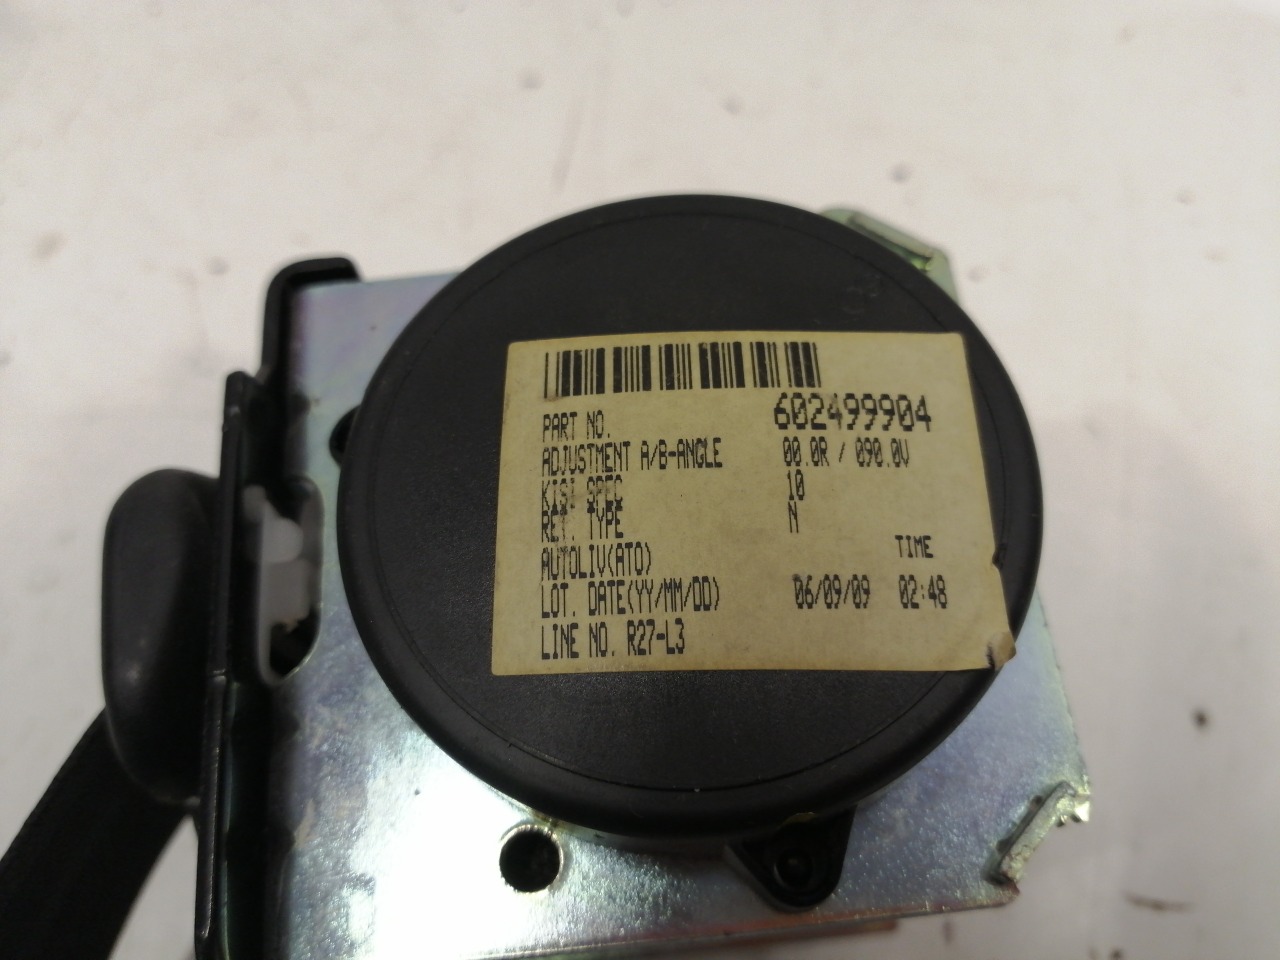 PART NO. 602499904
ADJUSTMENT A/B-ANGLE 00.0R / 090.0V
KISI SPEC 10
RET. TYPE N
AUTOLIV(ATO) TIME
LOT. DATE(YY/MM/DD) 06/09/09 02:48
LINE NO. R27-L3